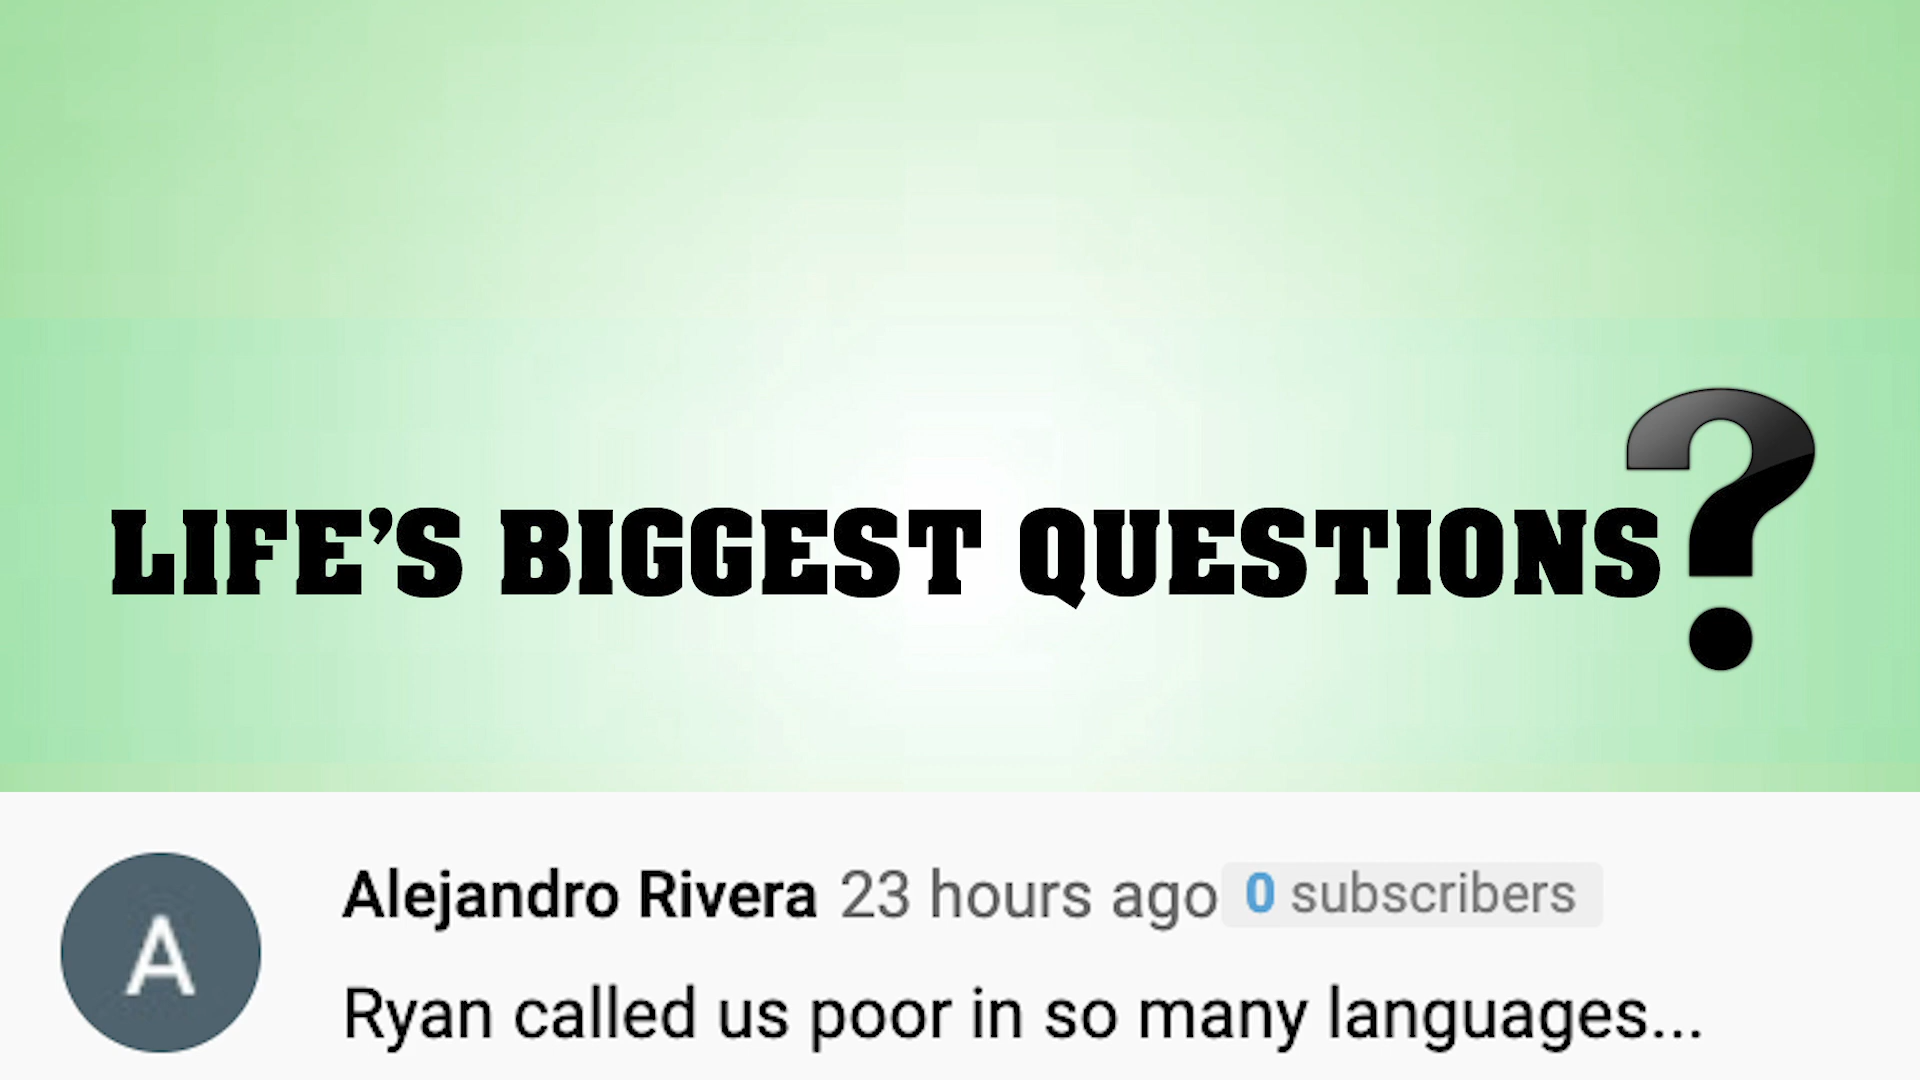 LIFE’S BIGGEST QUESTIONS?
A
Alejandro Rivera 23 hours ago 0 subscribers
Ryan called us poor in so many languages...